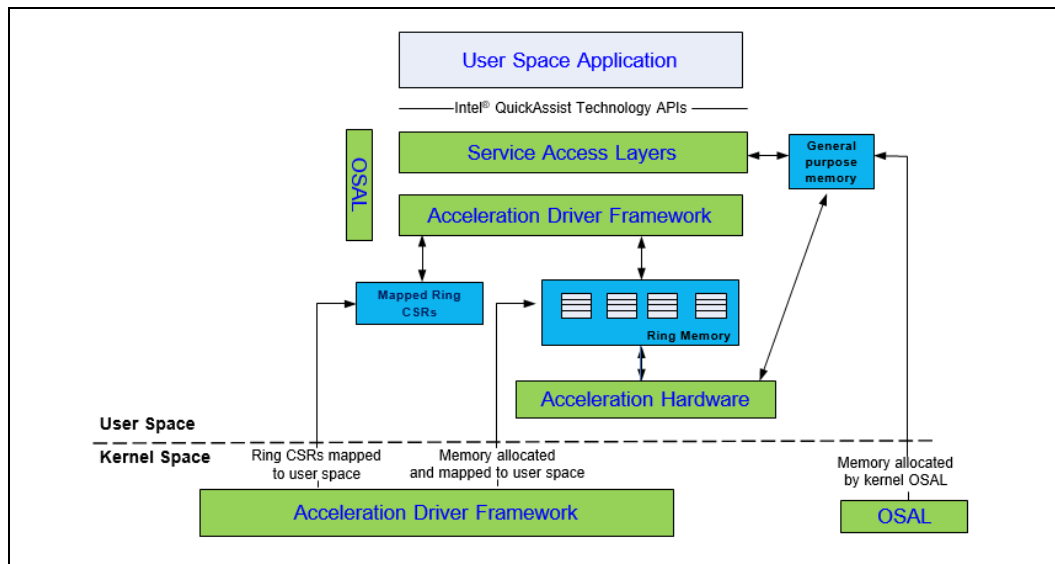 User Space Application
Intel® QuickAssist Technology APIs
OSAL
Service Access Layers
General
purpose
memory
Acceleration Driver Framework
Mapped Ring
CSRs
Ring Memory
Acceleration Hardware
User Space
Kernel Space
Ring CSRs mapped
to user space
Memory allocated
and mapped to user space
Memory allocated
by kernel OSAL
Acceleration Driver Framework
OSAL